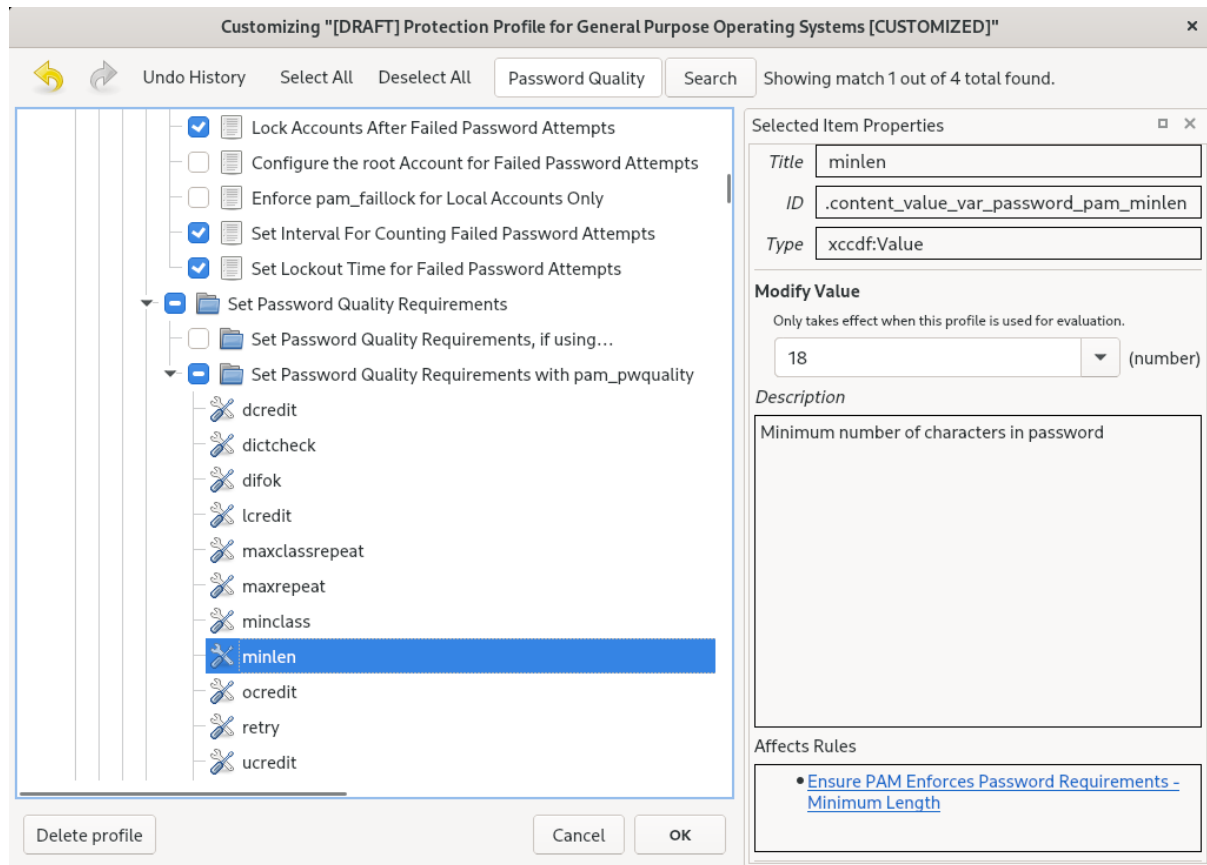 Customizing "[DRAFT] Protection Profile for General Purpose Operating Systems [CUSTOMIZED]"
Undo History Select All Deselect All Password Quality Search Showing match 1 out of 4 total found.
Lock Accounts After Failed Password Attempts
Configure the root Account for Failed Password Attempts
Enforce pam_faillock for Local Accounts Only
Set Interval For Counting Failed Password Attempts
Set Lockout Time for Failed Password Attempts
Set Password Quality Requirements
Set Password Quality Requirements, if using...
Set Password Quality Requirements with pam_pwquality
dcredit
dictcheck
difok
lcredit
maxclassrepeat
maxrepeat
minclass
minlen
ocredit
retry
ucredit
Selected Item Properties
Title minlen
ID .content_value_var_password_pam_minlen
Type xccdf:Value
Modify Value
Only takes effect when this profile is used for evaluation.
18 (number)
Description
Minimum number of characters in password
Affects Rules
Ensure PAM Enforces Password Requirements -
Minimum Length
Delete profile Cancel OK